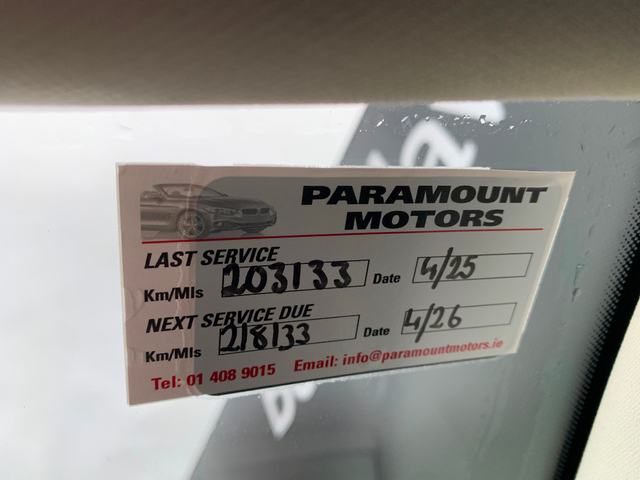 PARAMOUNT
MOTORS
LAST SERVICE
Km/Mls 203133 Date 4/25
NEXT SERVICE DUE
Km/Mls 218133 Date 4/26
Tel: 01 408 9015 Email: info@paramountmotors.ie